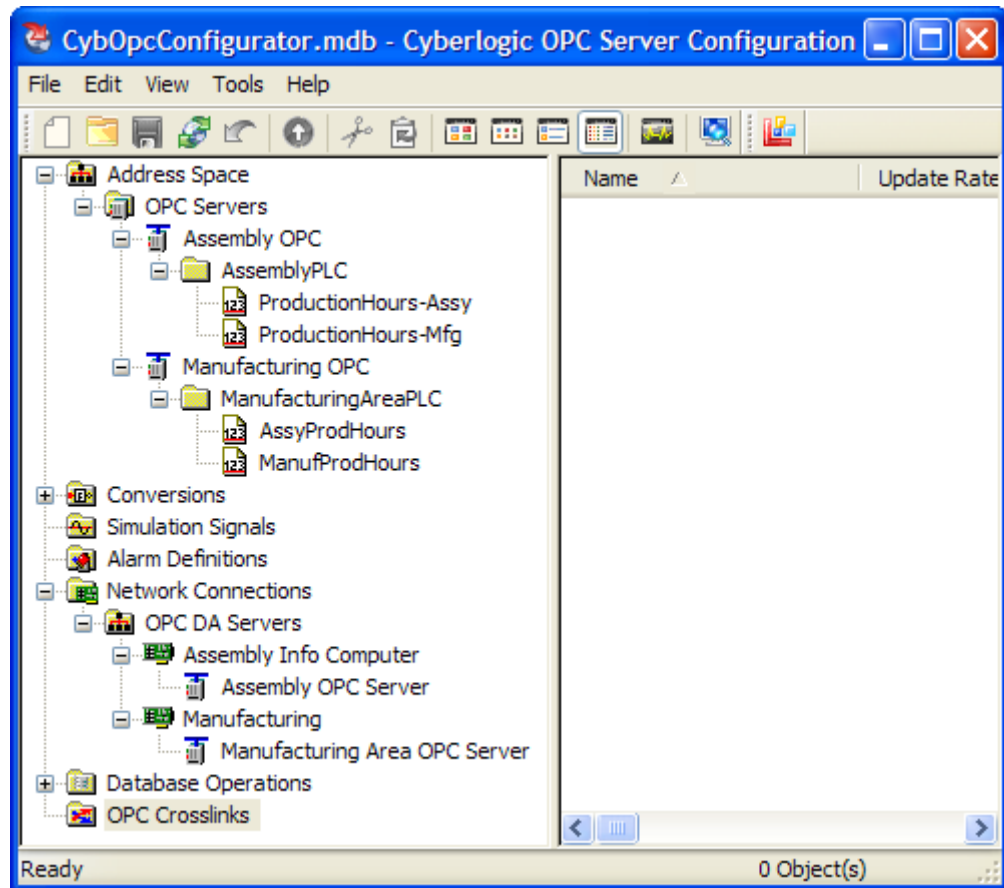 CybOpcConfigurator.mdb - Cyberlogic OPC Server Configuration
File Edit View Tools Help
Address Space
OPC Servers
Assembly OPC
AssemblyPLC
ProductionHours-Assy
ProductionHours-Mfg
Manufacturing OPC
ManufacturingAreaPLC
AssyProdHours
ManufProdHours
Conversions
Simulation Signals
Alarm Definitions
Network Connections
OPC DA Servers
Assembly Info Computer
Assembly OPC Server
Manufacturing
Manufacturing Area OPC Server
Database Operations
OPC Crosslinks
Name Update Rate
Ready 0 Object(s)